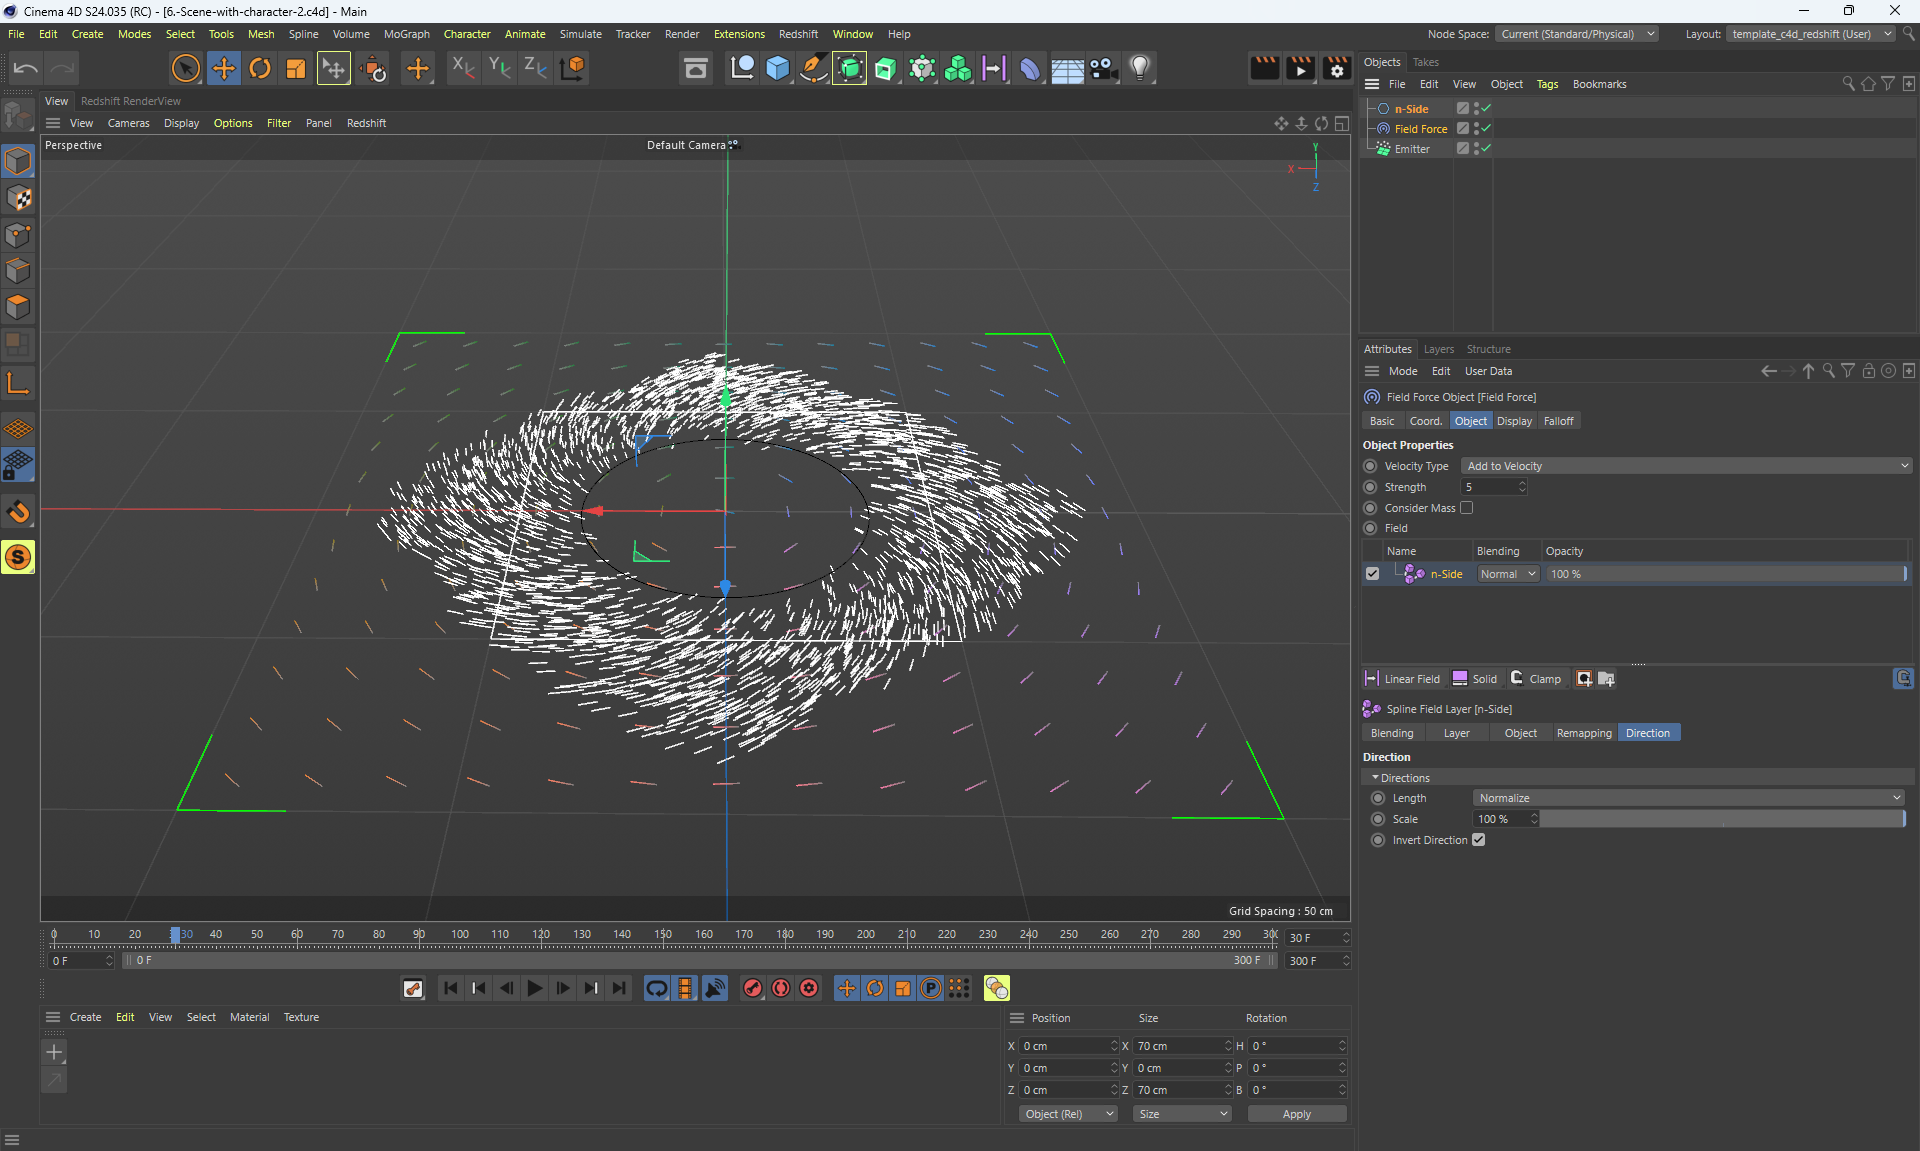 Cinema 4D S24.035 (RC) - [6.-Scene-with-character-2.c4d] - Main
File Edit Create Modes Select Tools Mesh Spline Volume MoGraph Character Animate Simulate Tracker Render Extensions Redshift Window Help Node Space: Current (Standard/Physical) Layout: template_c4d_redshift (User)
X Y Z
Objects Takes
File Edit View Object Tags Bookmarks
n-Side
Field Force
Emitter
View Redshift RenderView
View Cameras Display Options Filter Panel Redshift
Perspective
Default Camera
Y
X
Z
Grid Spacing : 50 cm
Attributes Layers Structure
Mode Edit User Data
Field Force Object [Field Force]
Basic Coord. Object Display Falloff
Object Properties
Velocity Type Add to Velocity
Strength 5
Consider Mass
Field
Name Blending Opacity
n-Side Normal 100 %
Linear Field Solid Clamp
Spline Field Layer [n-Side]
Blending Layer Object Remapping Direction
Direction
Directions
Length Normalize
Scale 100 %
Invert Direction
0 10 20 30 40 50 60 70 80 90 100 110 120 130 140 150 160 170 180 190 200 210 220 230 240 250 260 270 280 290 300 30 F
0 F 0 F 300 F 300 F
P
S
Create Edit View Select Material Texture
Position Size Rotation
X 0 cm X 70 cm H 0 °
Y 0 cm Y 0 cm P 0 °
Z 0 cm Z 70 cm B 0 °
Object (Rel) Size Apply